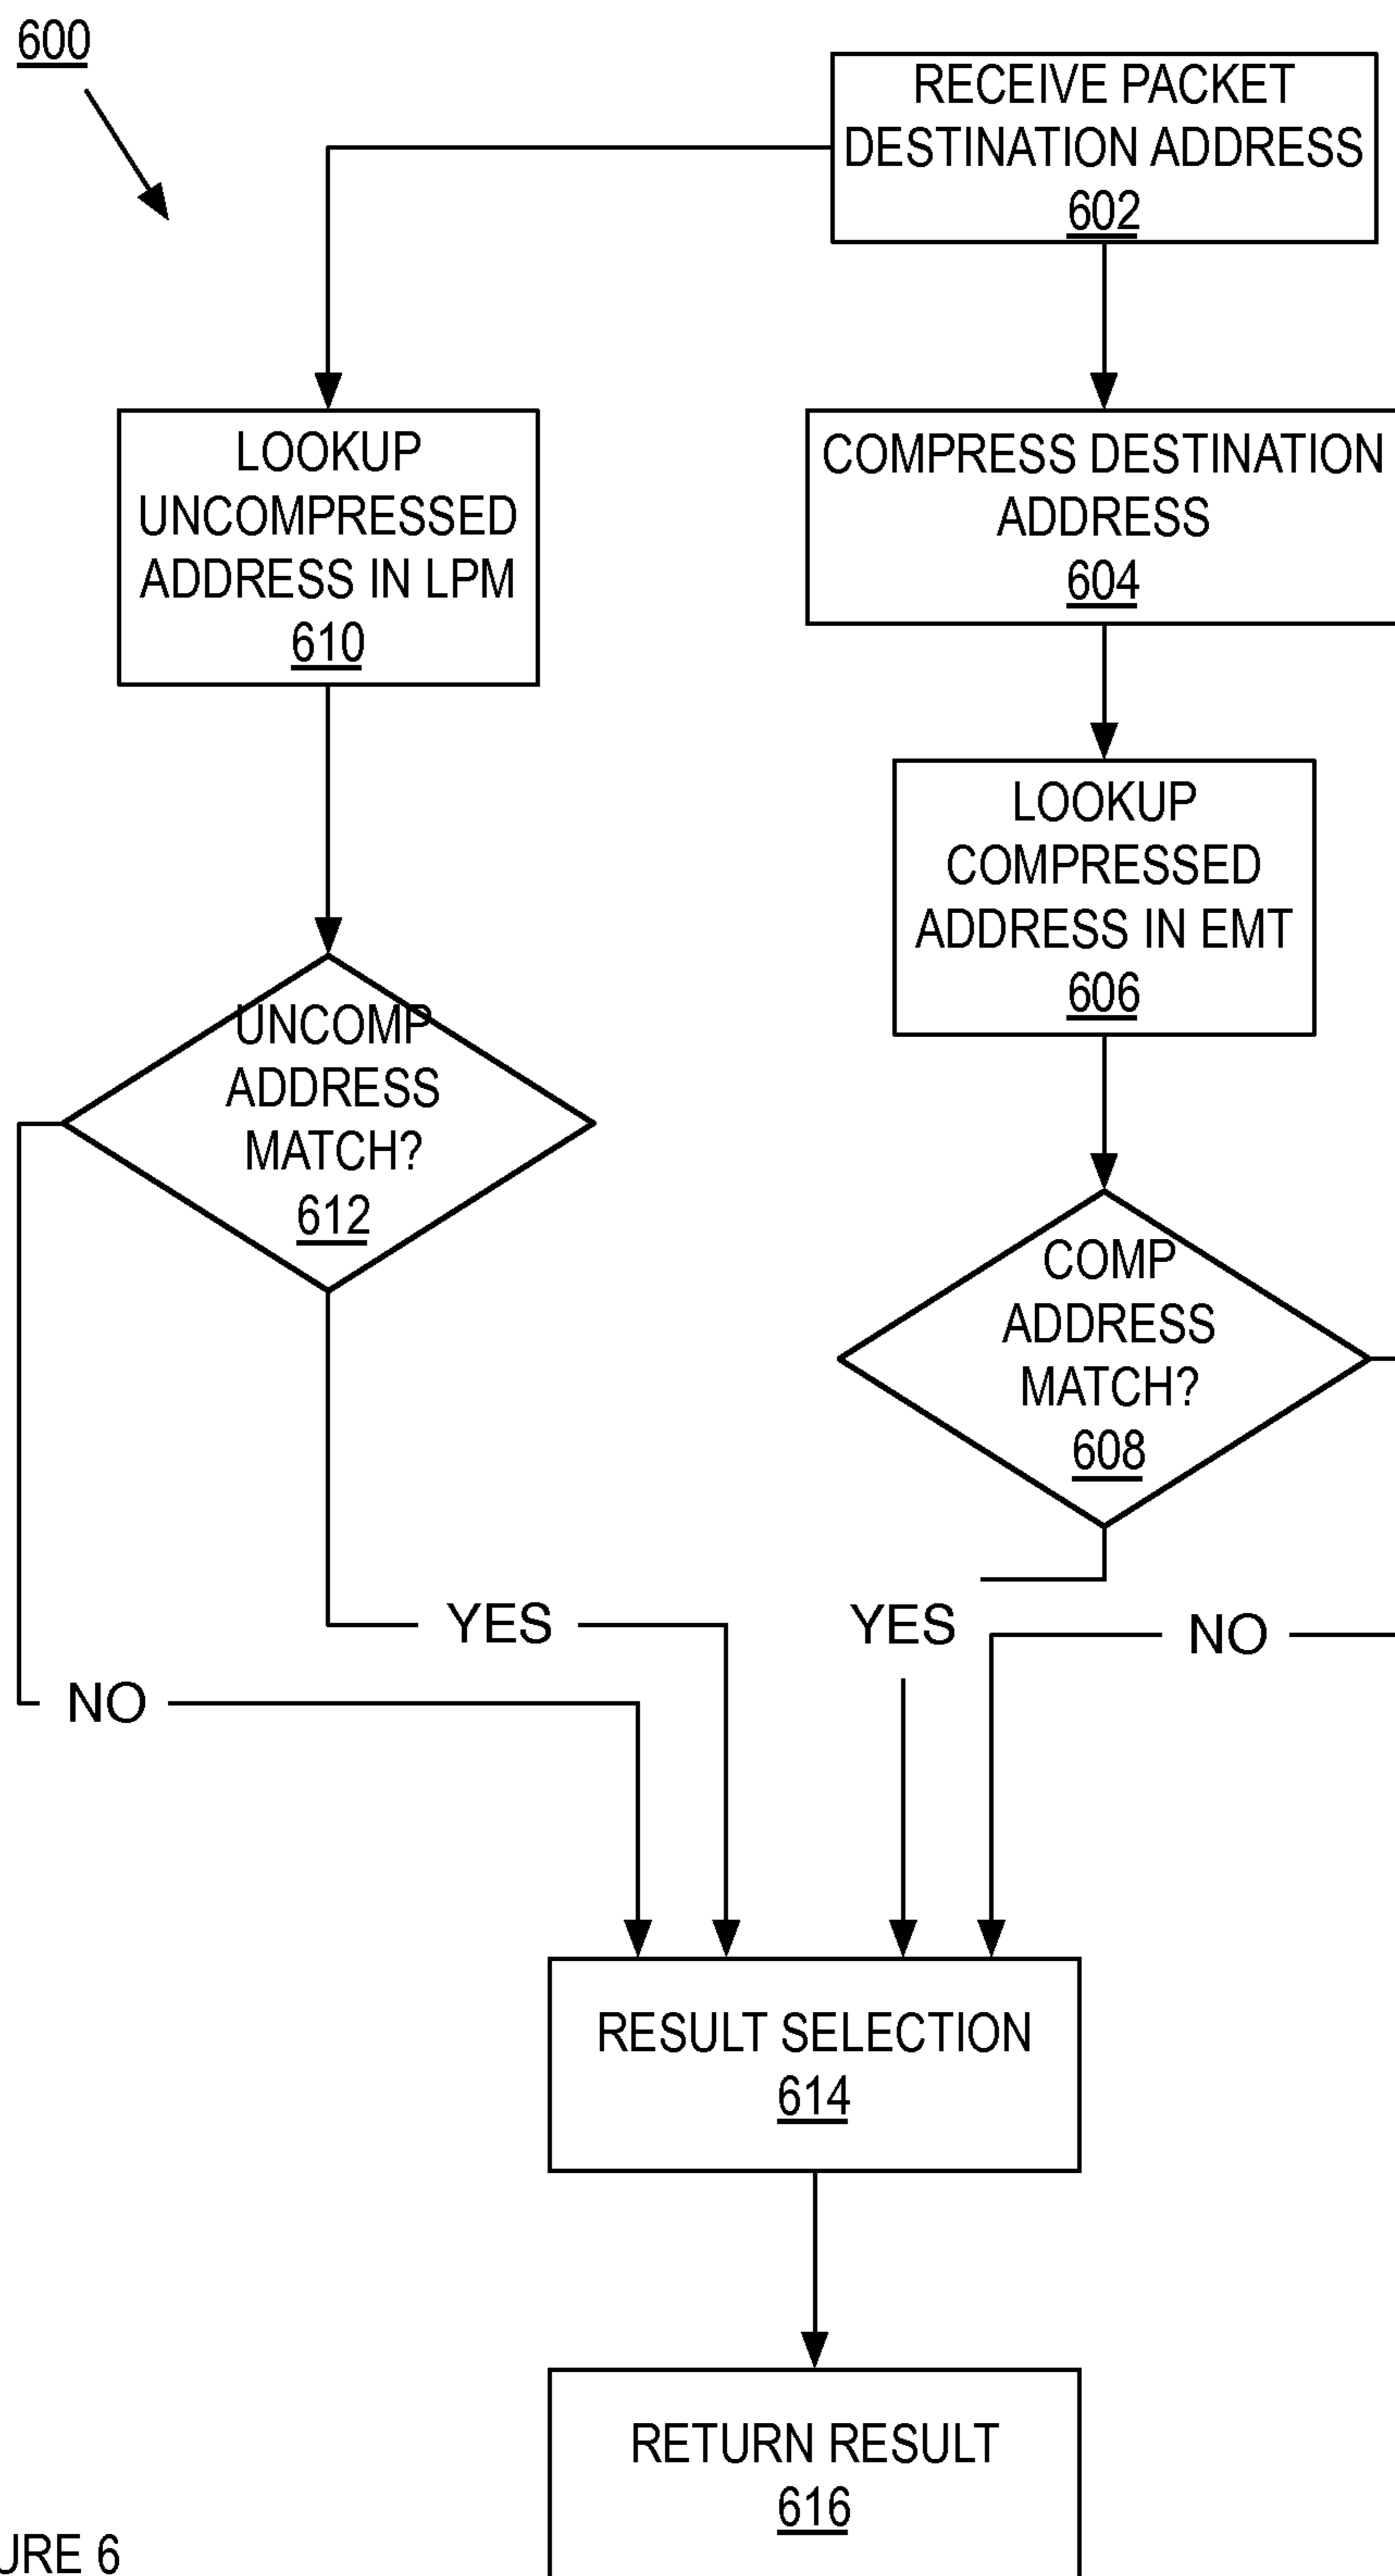 600
RECEIVE PACKET
DESTINATION ADDRESS
602
LOOKUP
UNCOMPRESSED
ADDRESS IN LPM
610
COMPRESS DESTINATION
ADDRESS
604
LOOKUP
COMPRESSED
ADDRESS IN EMT
606
UNCOMP
ADDRESS
MATCH?
612
COMP
ADDRESS
MATCH?
608
YES
YES
NO
NO
RESULT SELECTION
614
RETURN RESULT
616
URE 6